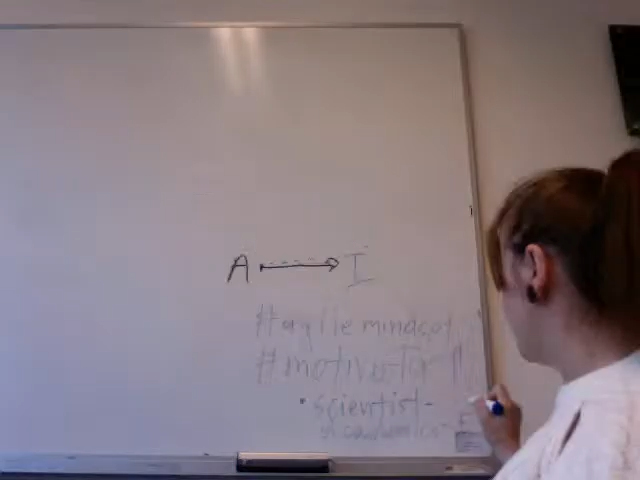 A → I
#agile mindset
#motivator
• scientist-